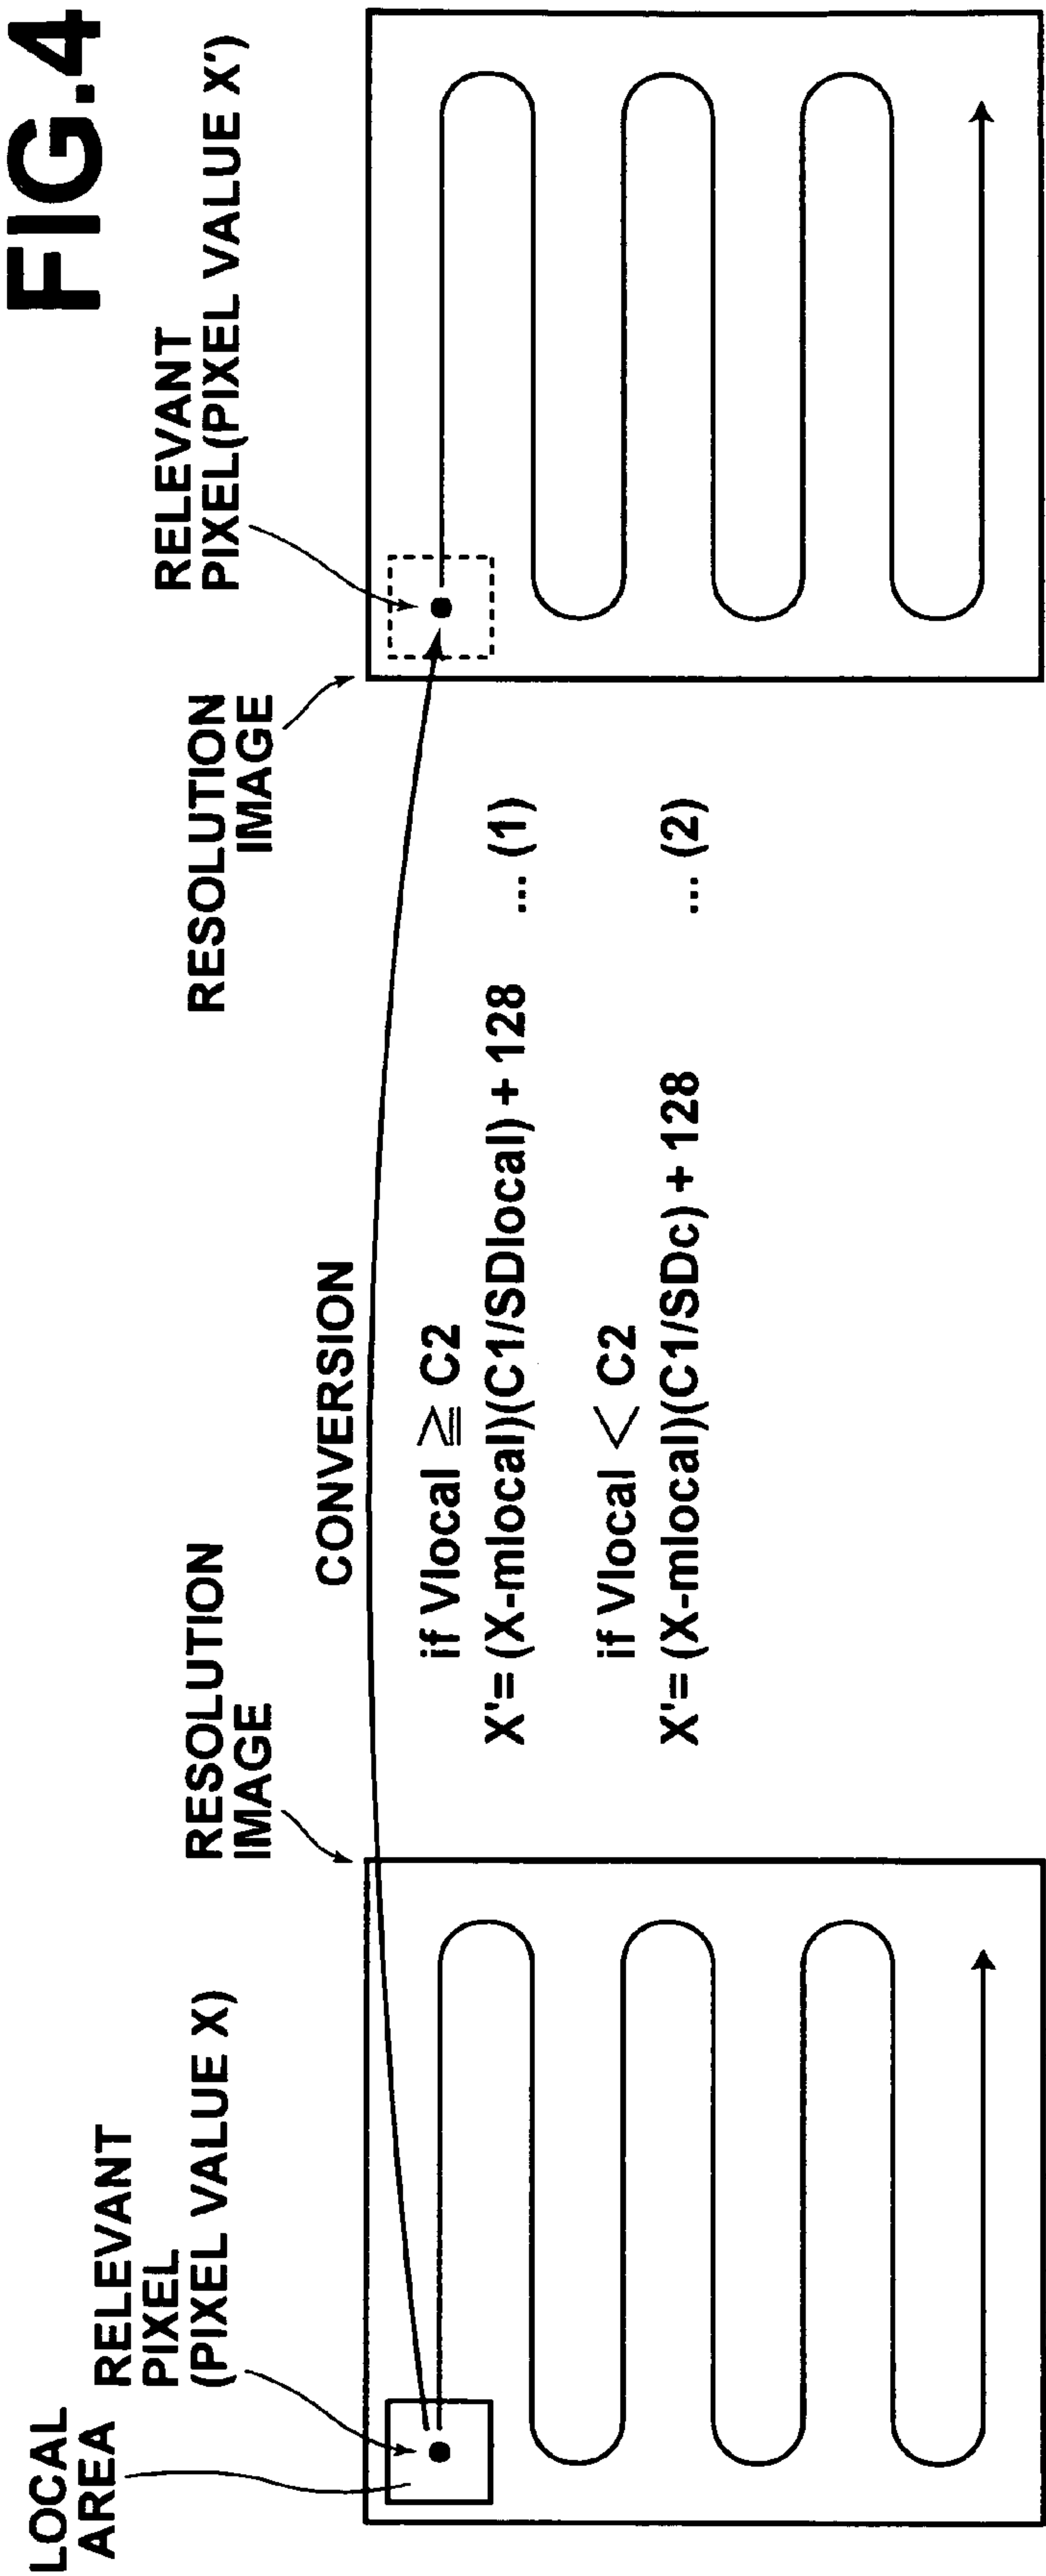 FIG.4
LOCAL
AREA
RELEVANT
PIXEL
(PIXEL VALUE X)
RESOLUTION
IMAGE
CONVERSION
if Vlocal ≧ C2
X'= (X-mlocal)(C1/SDlocal) + 128 ... (1)
if Vlocal < C2
X'= (X-mlocal)(C1/SDc) + 128 ... (2)
RESOLUTION
IMAGE
RELEVANT
PIXEL(PIXEL VALUE X')